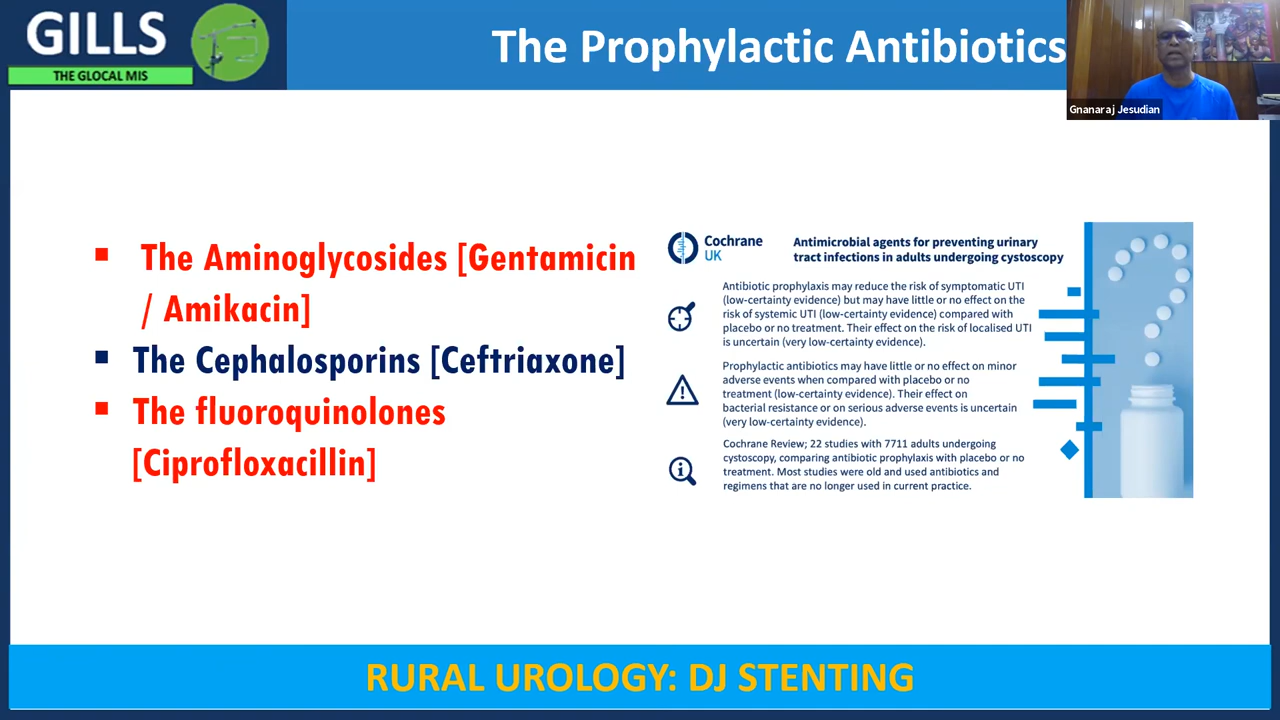 GILLS
THE GLOCAL MIS
The Prophylactic Antibiotics
Gnanaraj Jesudian
▪ The Aminoglycosides [Gentamicin
/ Amikacin]
▪ The Cephalosporins [Ceftriaxone]
▪ The fluoroquinolones
[Ciprofloxacillin]
Cochrane
UK
Antimicrobial agents for preventing urinary
tract infections in adults undergoing cystoscopy
Antibiotic prophylaxis may reduce the risk of symptomatic UTI
(low-certainty evidence) but may have little or no effect on the
risk of systemic UTI (low-certainty evidence) compared with
placebo or no treatment. Their effect on the risk of localised UTI
is uncertain (very low-certainty evidence).
Prophylactic antibiotics may have little or no effect on minor
adverse events when compared with placebo or no
treatment (low-certainty evidence). Their effect on
bacterial resistance or on serious adverse events is uncertain
(very low-certainty evidence).
Cochrane Review; 22 studies with 7711 adults undergoing
cystoscopy, comparing antibiotic prophylaxis with placebo or no
treatment. Most studies were old and used antibiotics and
regimens that are no longer used in current practice.
RURAL UROLOGY: DJ STENTING